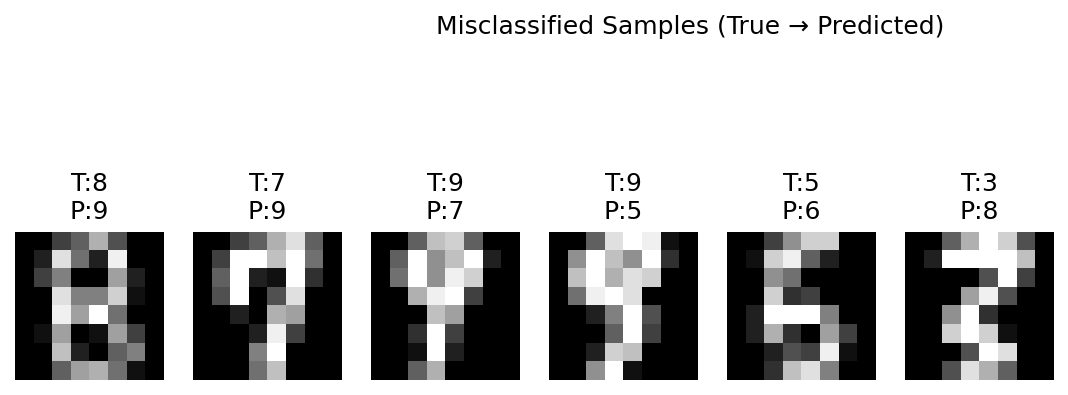 Misclassified Samples (True → Predicted)
T:8 T:7 T:9 T:9 T:5 T:3
P:9 P:9 P:7 P:5 P:6 P:8